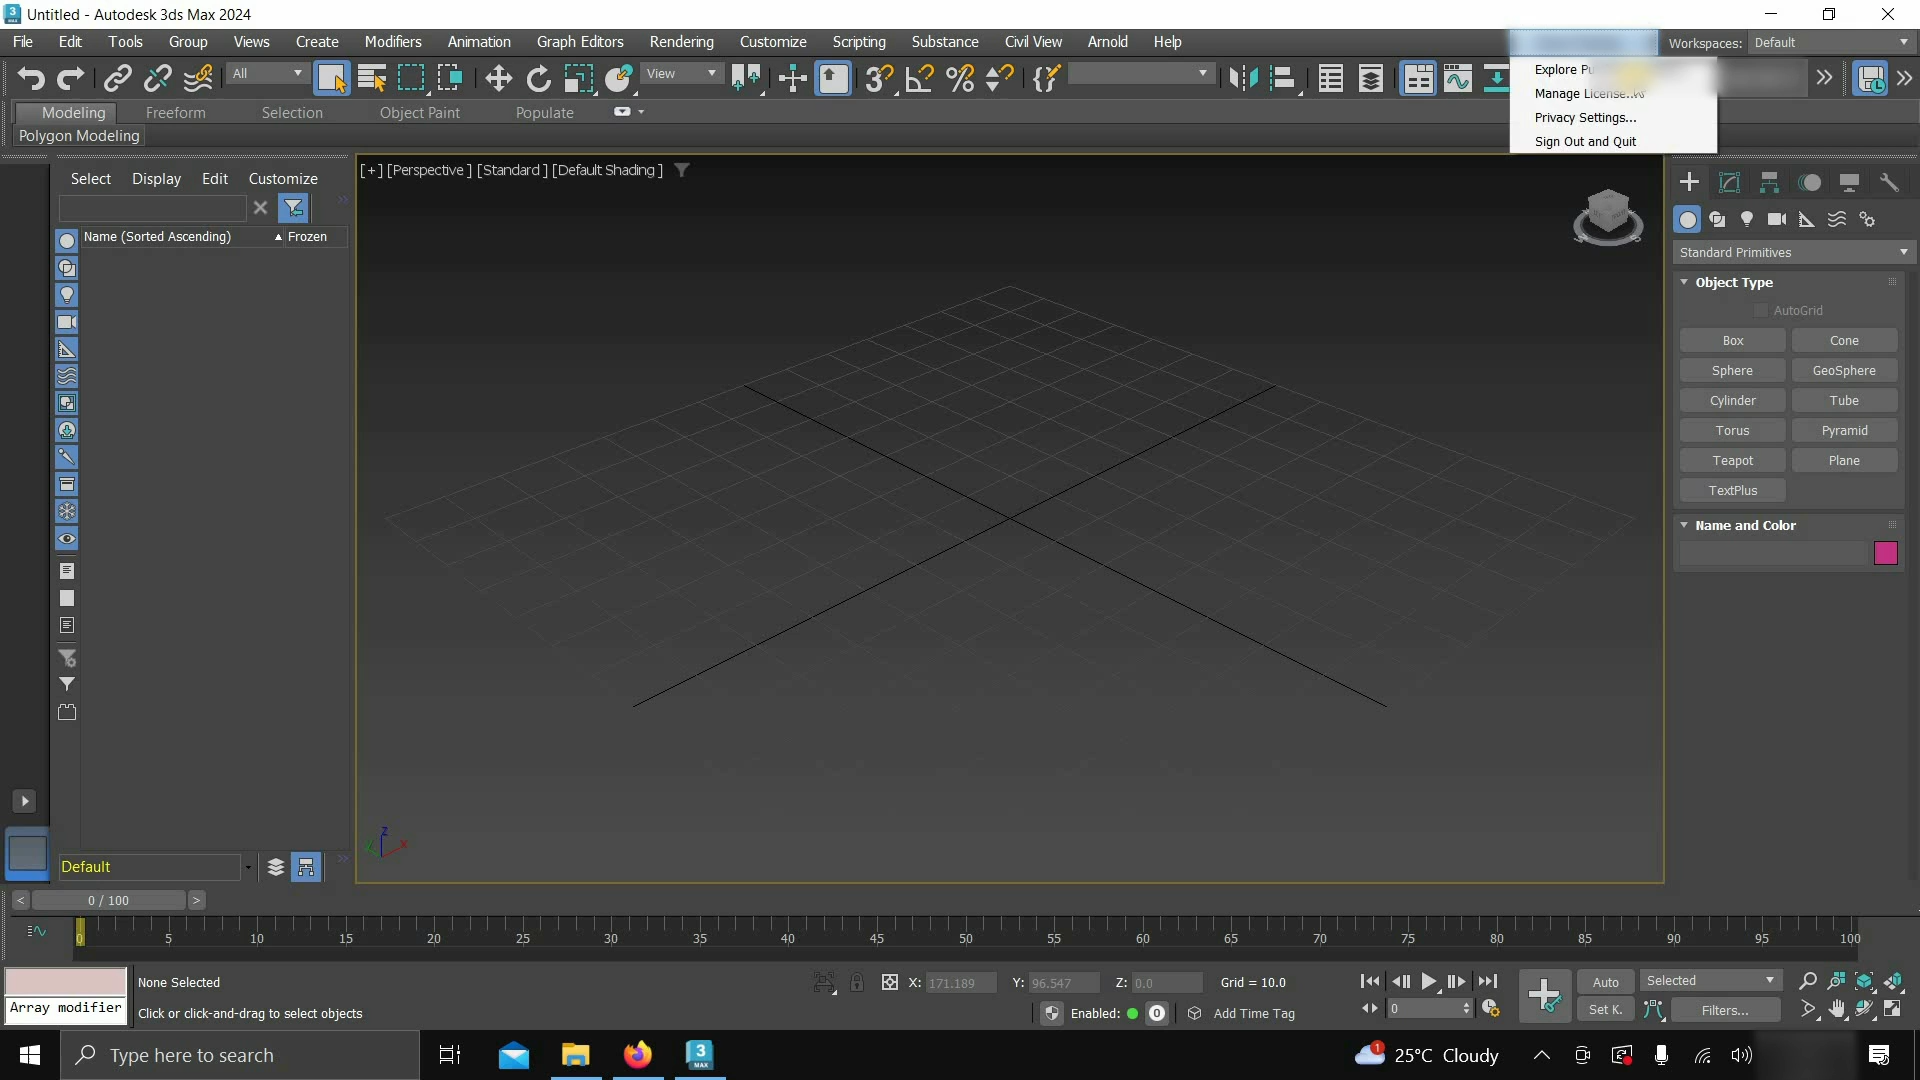 Untitled - Autodesk 3ds Max 2024
File Edit Tools Group Views Create Modifiers Animation Graph Editors Rendering Customize Scripting Substance Civil View Arnold Help
Workspaces: Default
All
View
Explore
Manage License...
Privacy Settings...
Sign Out and Quit
Modeling Freeform Selection Object Paint Populate
Polygon Modeling
Select Display Edit Customize
Name (Sorted Ascending) Frozen
[+] [Perspective ] [Standard ] [Default Shading ]
Standard Primitives
Object Type
AutoGrid
Box Cone
Sphere GeoSphere
Cylinder Tube
Torus Pyramid
Teapot Plane
TextPlus
Name and Color
z
x
Default
< 0 / 100 >
0 5 10 15 20 25 30 35 40 45 50 55 60 65 70 75 80 85 90 95 100
None Selected
X: 171.189 Y: 96.547 Z: 0.0 Grid = 10.0
Auto Selected
Array modifier
Click or click-and-drag to select objects
Enabled: 0 Add Time Tag
0
Set K. Filters...
Type here to search
3
MAX
1
25°C Cloudy